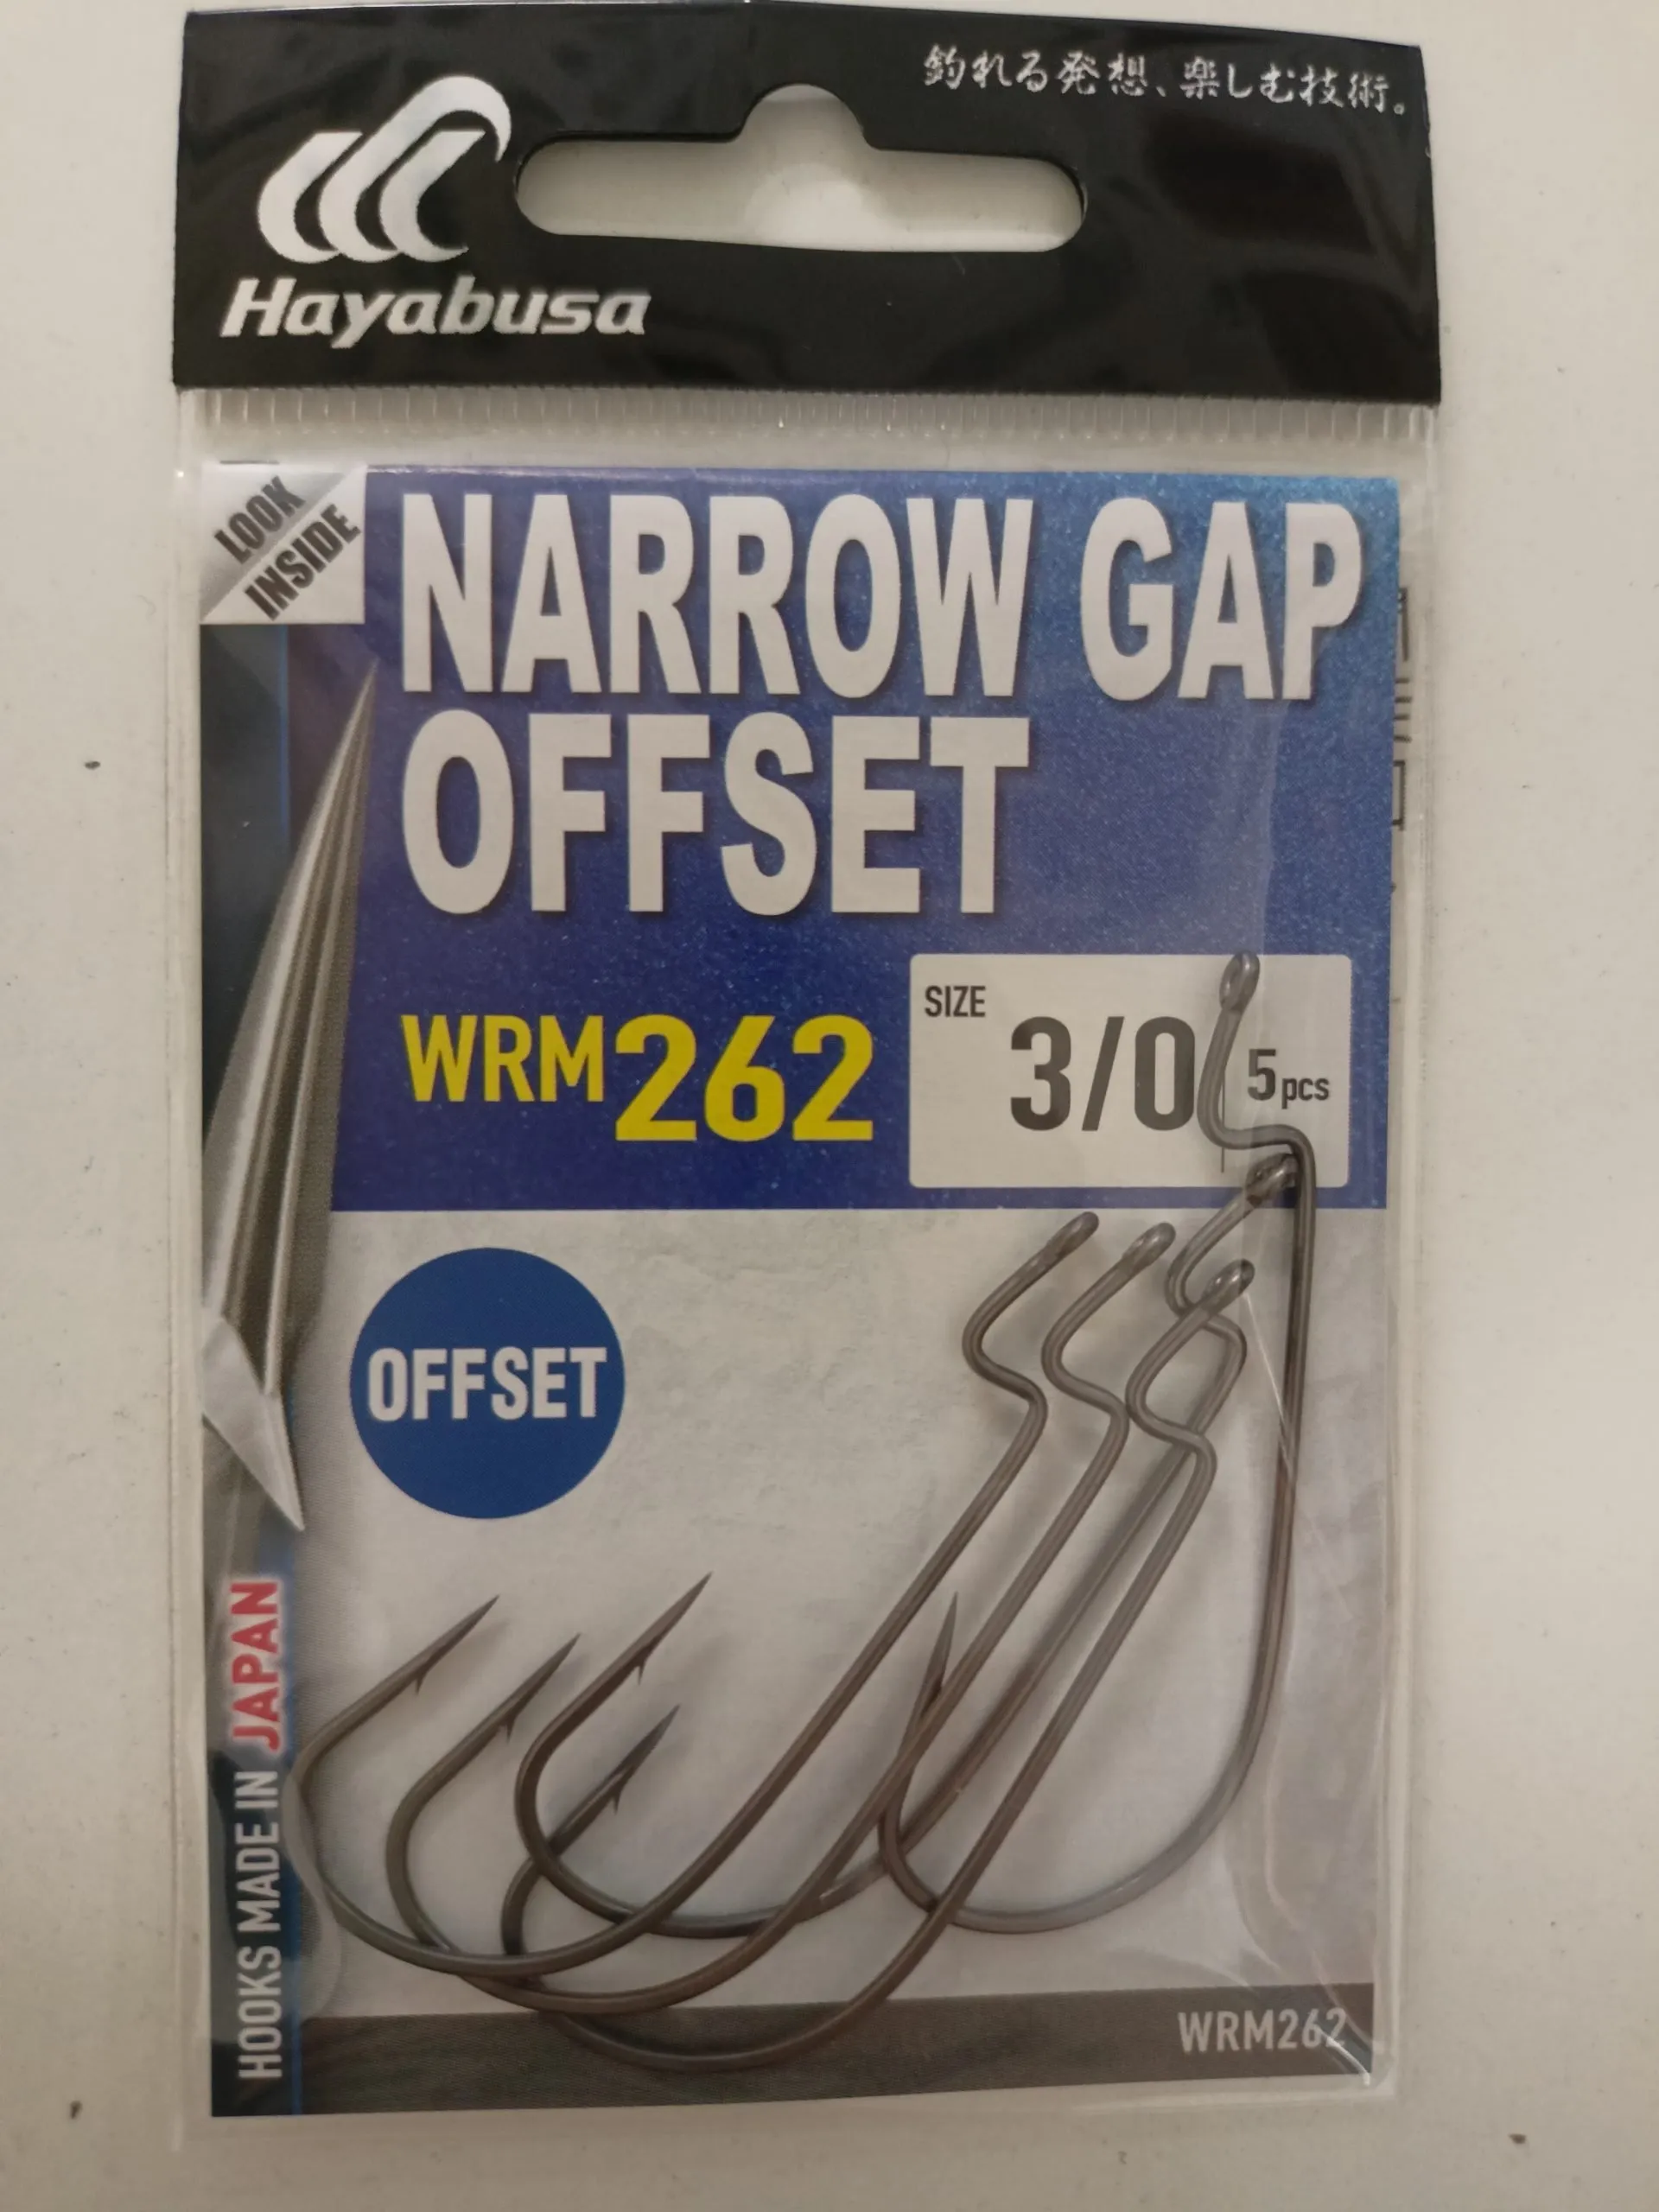 釣れる発想、楽しむ技術。
Hayabusa
LOOK
INSIDE
NARROW GAP
OFFSET
WRM262
SIZE
3/0
5pcs
OFFSET
HOOKS MADE IN JAPAN
WRM262